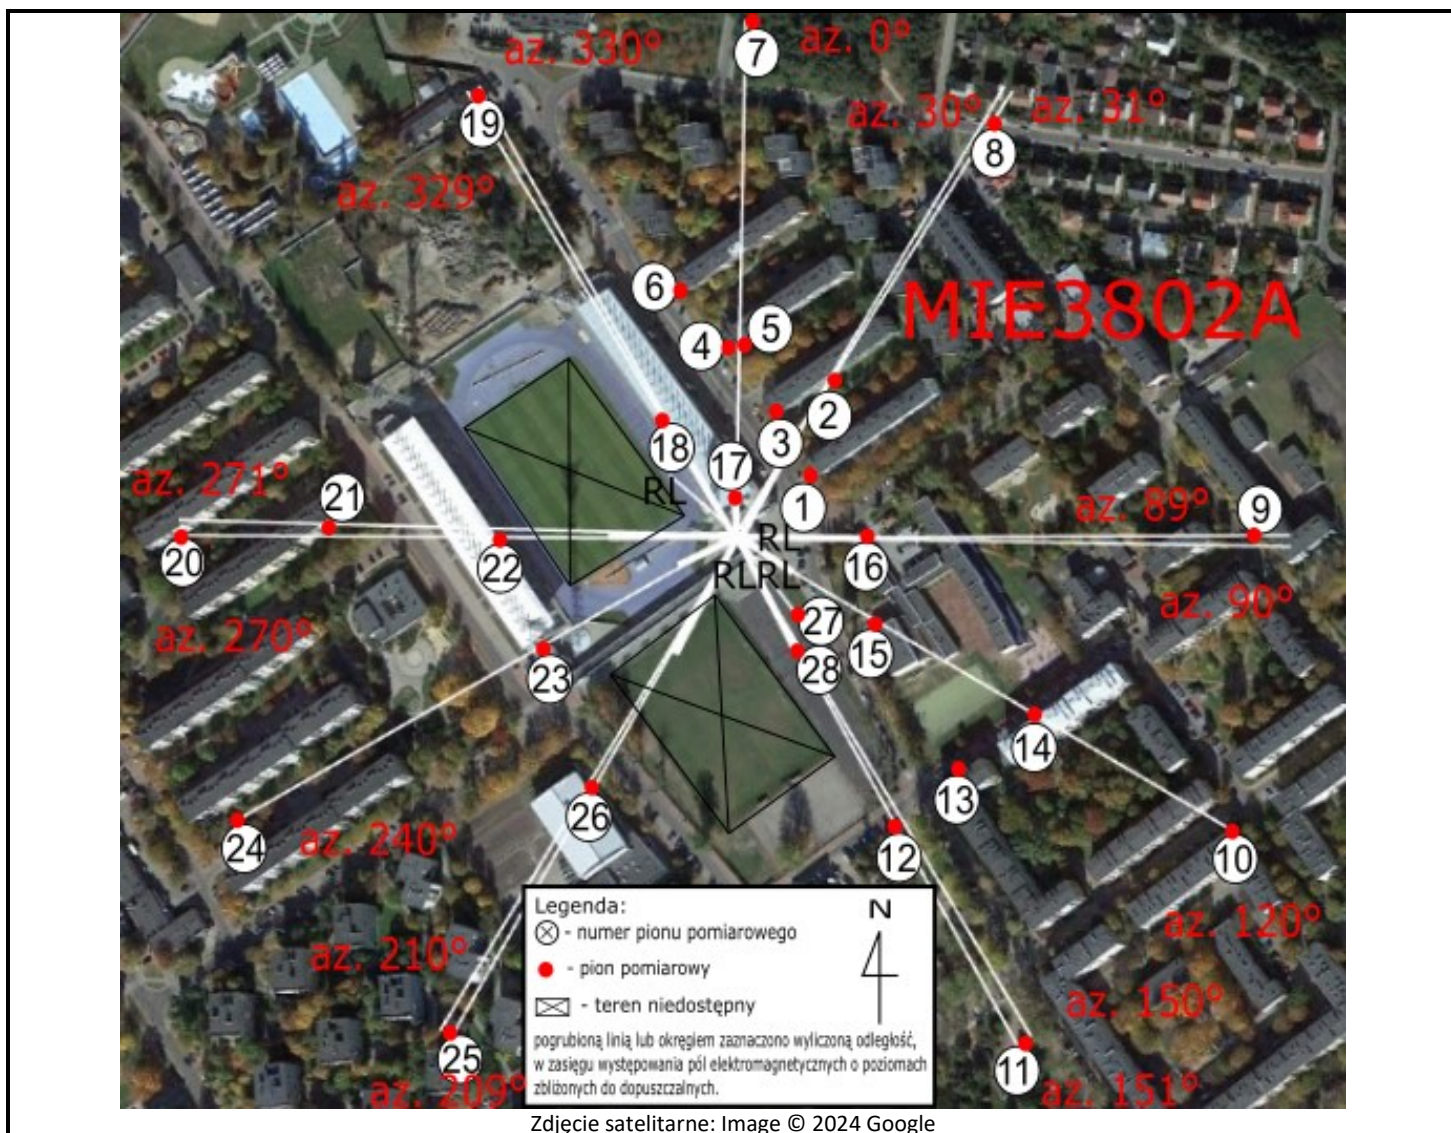 az. 330°
7
az. 0°
19
az. 30°
az. 31°
8
az. 329°
6
MIE3802A
4
5
2
3
18
17
1
RL
az. 271°
21
az. 89°
9
20
22
RL
16
RLRL
az. 270°
az. 90°
27
15
23
28
14
13
26
12
24
az. 240°
10
az. 120°
az. 210°
az. 150°
25
11
az. 209°
az. 151°
Legenda:
N
- numer pionu pomiarowego
- pion pomiarowy
- teren niedostępny
pogrubioną linią lub okręgiem zaznaczono wyliczoną odległość,
w zasięgu występowania pól elektromagnetycznych o poziomach
zbliżonych do dopuszczalnych.
Zdjęcie satelitarne: Image © 2024 Google